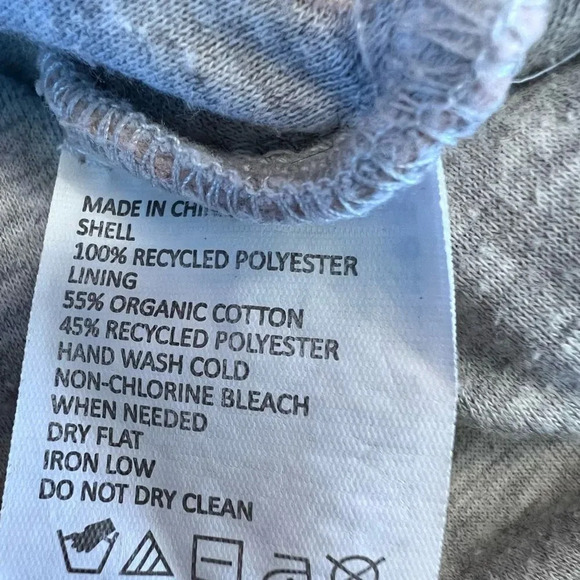 MADE IN
SHELL
100% RECYCLED POLYESTER
LINING
55% ORGANIC COTTON
45% RECYCLED POLYESTER
HAND WASH COLD
NON-CHLORINE BLEACH
WHEN NEEDED
DRY FLAT
IRON LOW
DO NOT DRY CLEAN